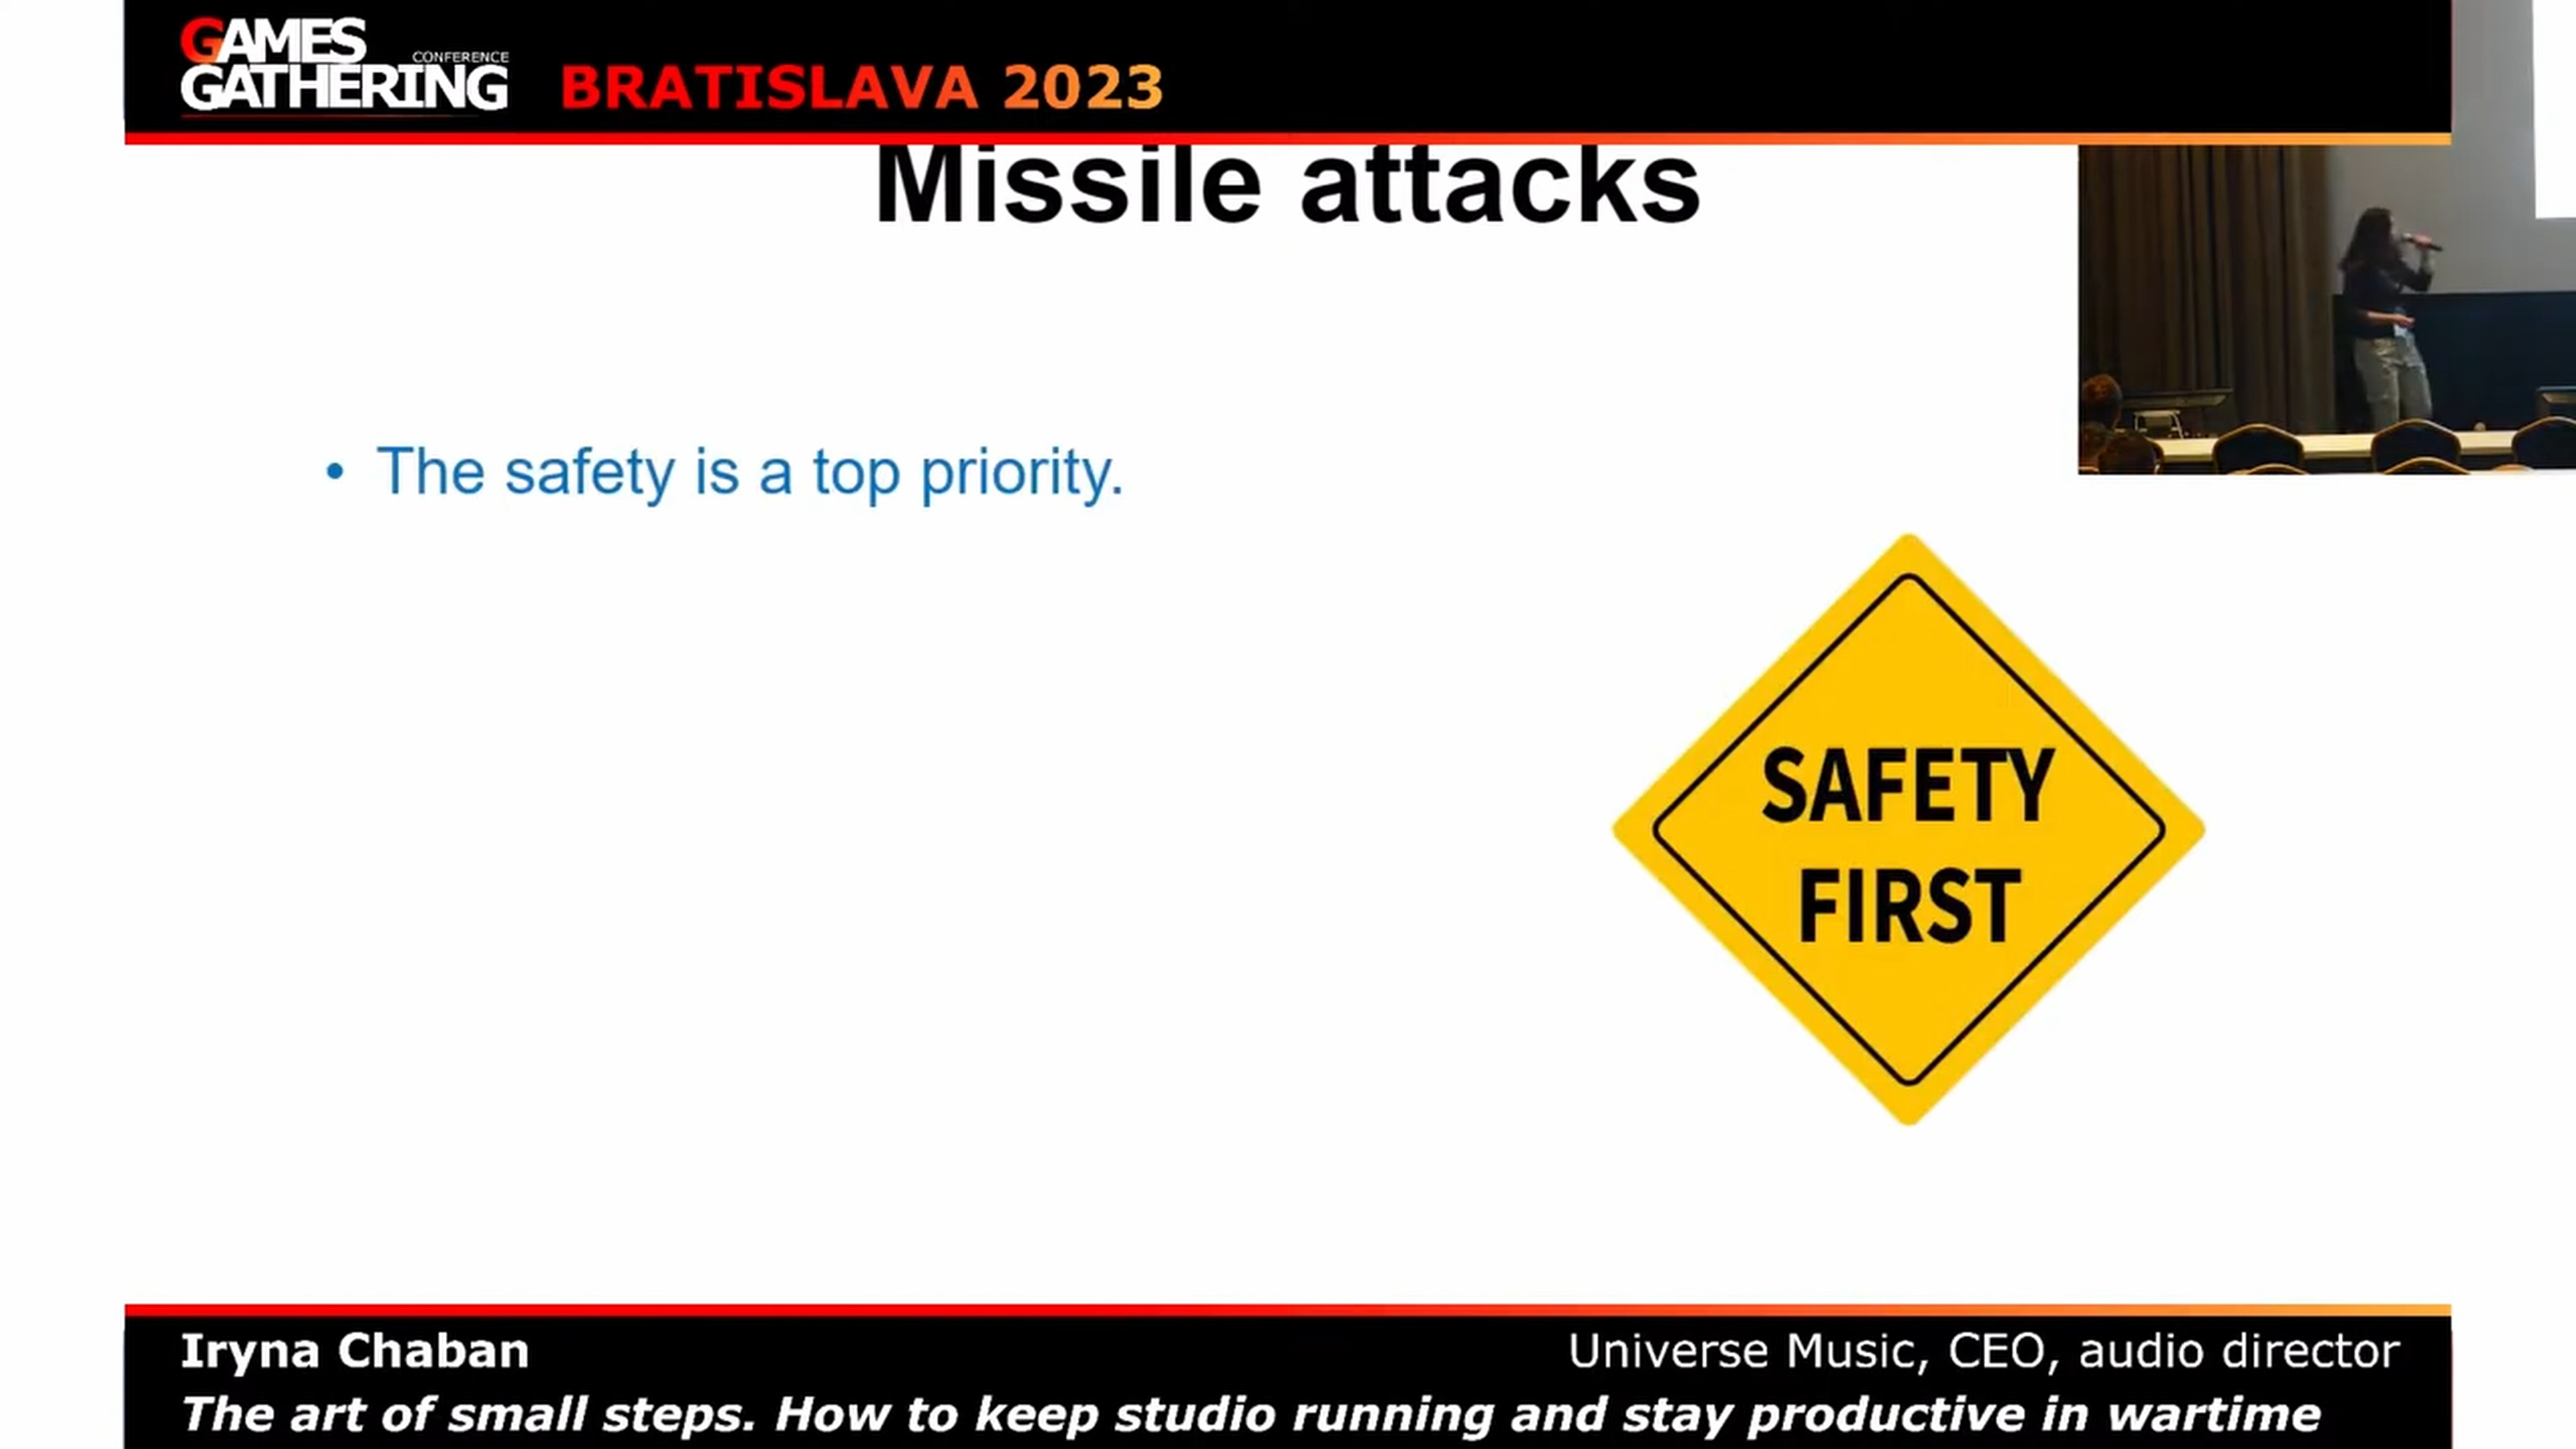 GAMES
CONFERENCE
GATHERING
BRATISLAVA 2023
Missile attacks
• The safety is a top priority.
SAFETY
FIRST
Iryna Chaban
Universe Music, CEO, audio director
The art of small steps. How to keep studio running and stay productive in wartime